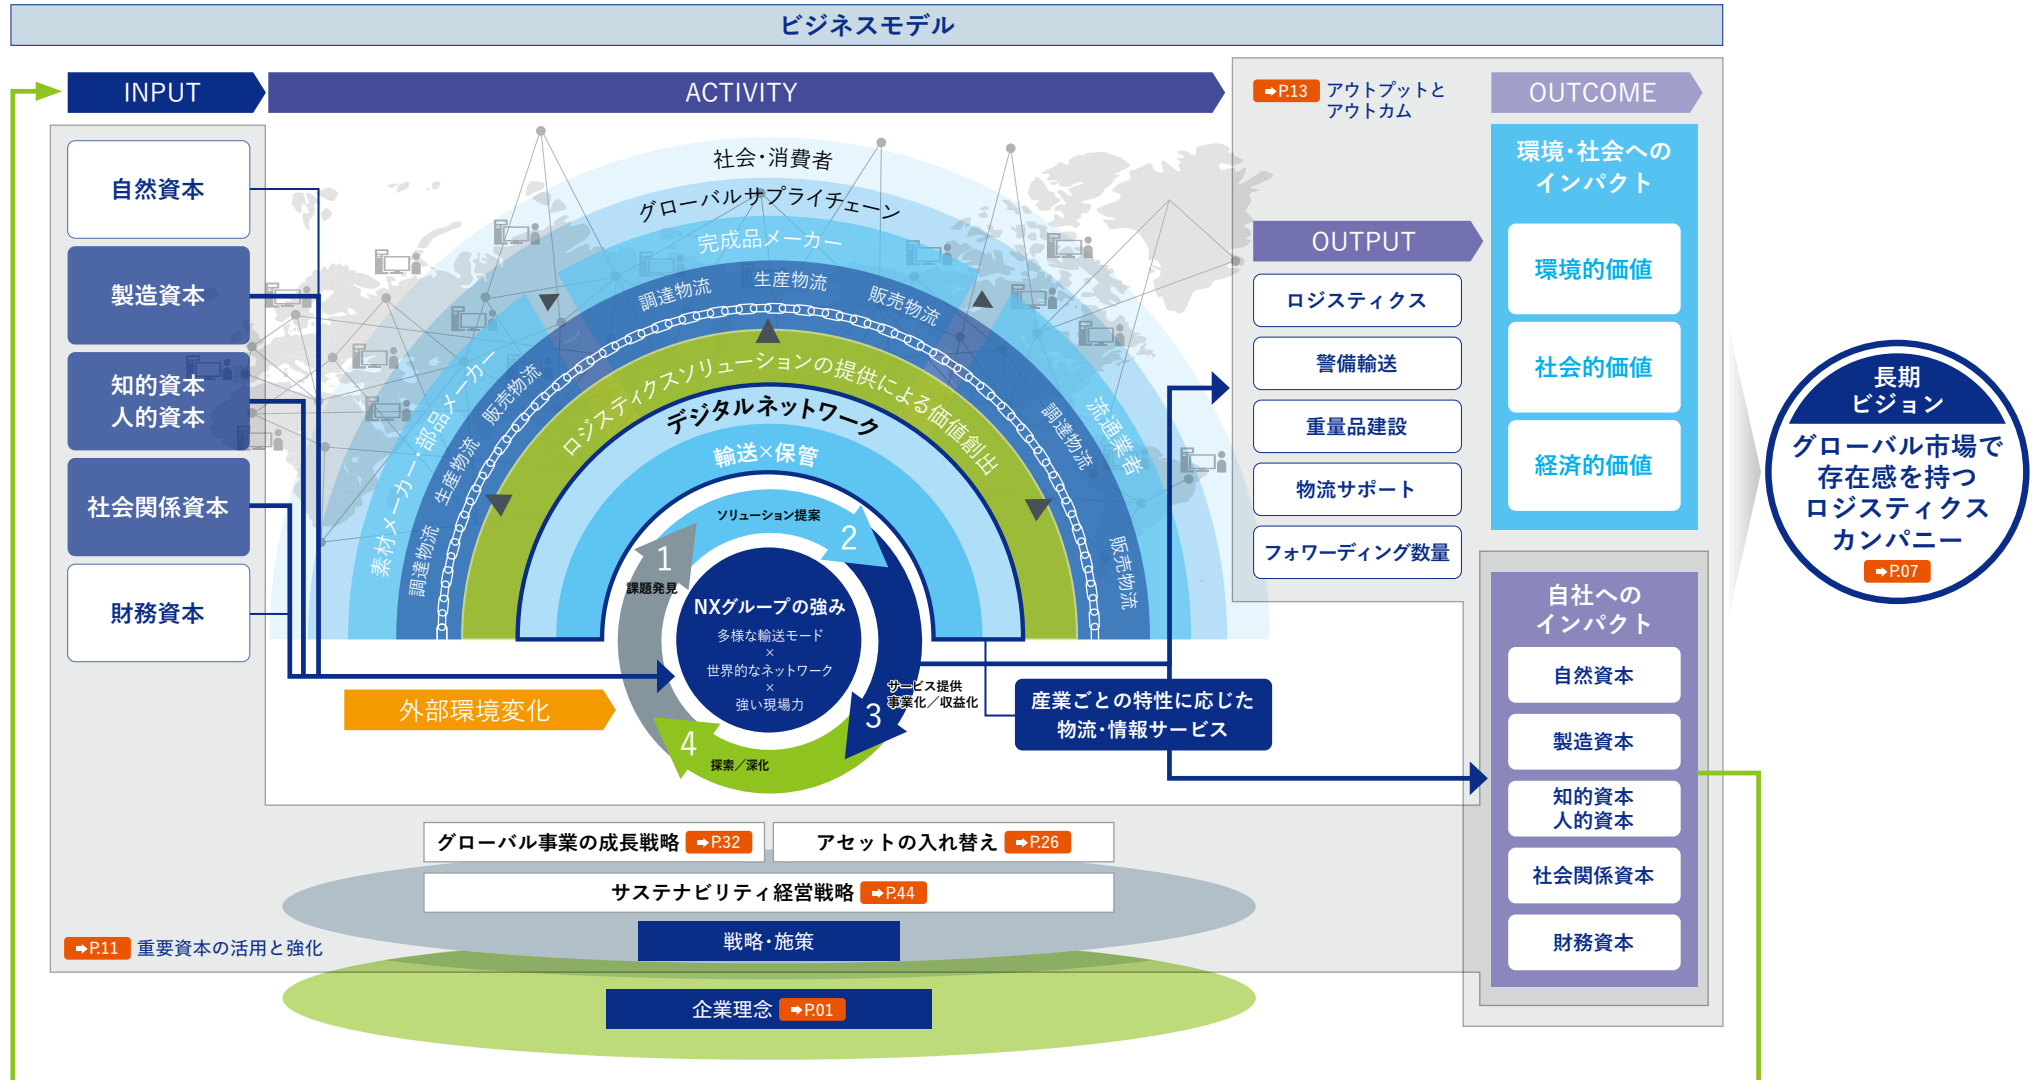 ビジネスモデル
INPUT
ACTIVITY
➡P.13 アウトプットと
アウトカム
OUTCOME
自然資本
製造資本
知的資本
人的資本
社会関係資本
財務資本
社会・消費者
グローバルサプライチェーン
完成品メーカー
調達物流
生産物流
販売物流
素材メーカー・部品メーカー
調達物流
生産物流
販売物流
流通業者
調達物流
販売物流
ロジスティクスソリューションの提供による価値創出
デジタルネットワーク
輸送×保管
1
課題発見
ソリューション提案
2
サービス提供
事業化／収益化
3
4
探索／深化
NXグループの強み
多様な輸送モード
×
世界的なネットワーク
×
強い現場力
外部環境変化
産業ごとの特性に応じた
物流・情報サービス
OUTPUT
ロジスティクス
警備輸送
重量品建設
物流サポート
フォワーディング数量
環境・社会への
インパクト
環境的価値
社会的価値
経済的価値
自社への
インパクト
自然資本
製造資本
知的資本
人的資本
社会関係資本
財務資本
長期
ビジョン
グローバル市場で
存在感を持つ
ロジスティクス
カンパニー
➡P.07
グローバル事業の成長戦略 ➡P.32
アセットの入れ替え ➡P.26
サステナビリティ経営戦略 ➡P.44
戦略・施策
➡P.11 重要資本の活用と強化
企業理念 ➡P.01